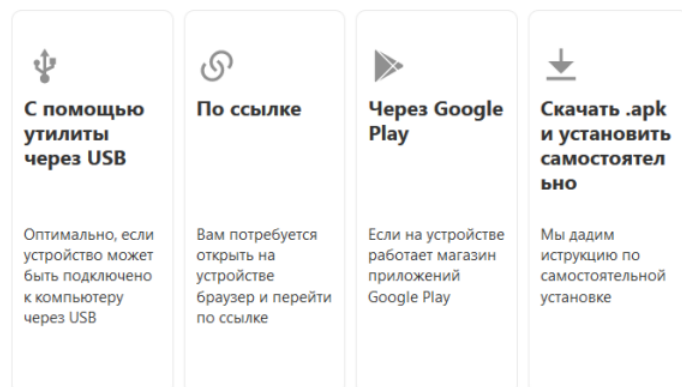 С помощью
утилиты
через USB
Оптимально, если
устройство может
быть подключено
к компьютеру
через USB
По ссылке
Вам потребуется
открыть на
устройстве
браузер и перейти
по ссылке
Через Google
Play
Если на устройстве
работает магазин
приложений
Google Play
Скачать .apk
и установить
самостоятел
ьно
Мы дадим
иструкцию по
самостоятельной
установке